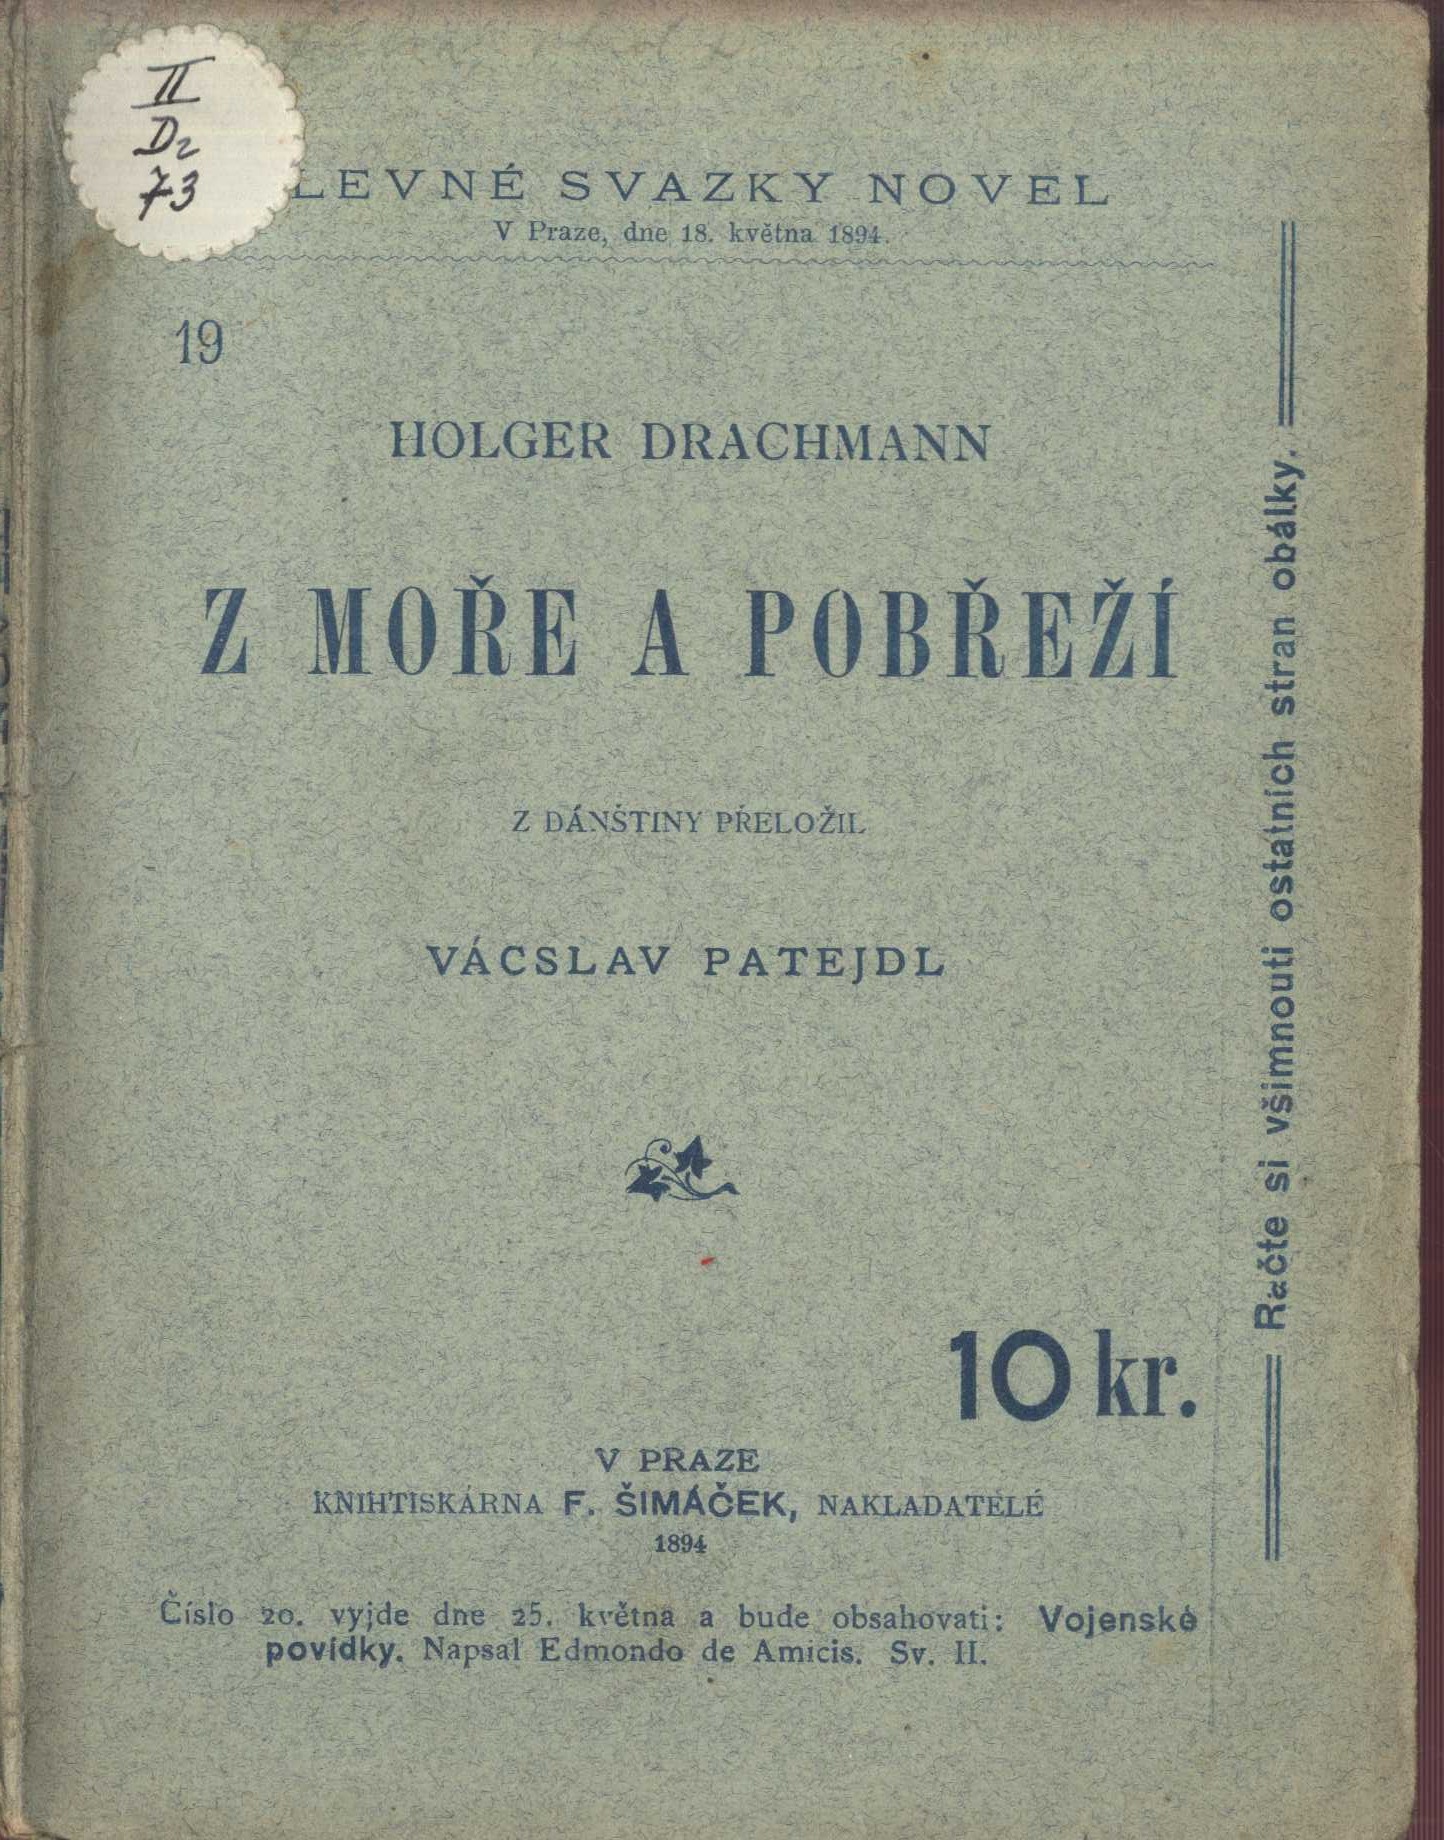 II
Dr
73
LEVNÉ SVAZKY NOVEL
V Praze, dne 18. května 1894.
19
HOLGER DRACHMANN
Z MOŘE A POBŘEŽÍ
Z DÁNŠTINY PŘELOŽIL
VÁCSLAV PATEJDL
10 kr.
V PRAZE
KNIHTISKÁRNA F. ŠIMÁČEK, NAKLADATELÉ
1894
Číslo 20. vyjde dne 25. května a bude obsahovati: Vojenské
povídky. Napsal Edmondo de Amicis. Sv. II.
Račte si všimnouti ostatních stran obálky.